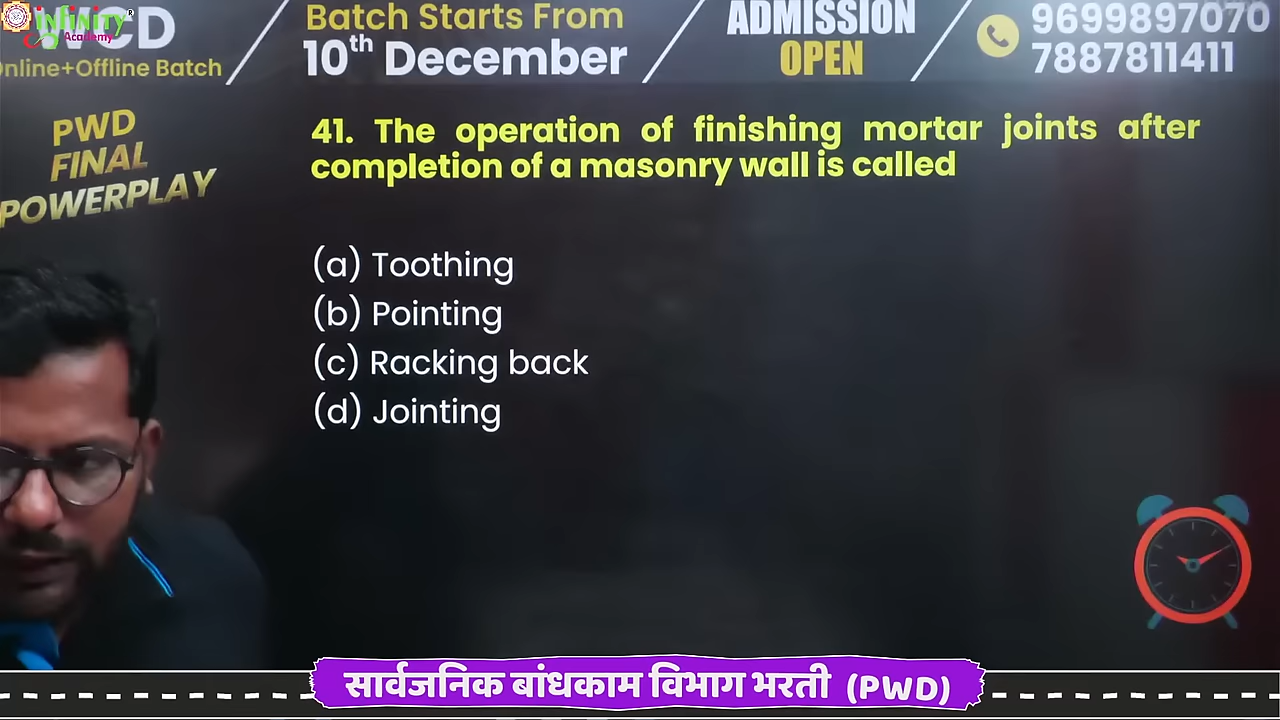 infinity
Academy
CD
Online+Offline Batch
Batch Starts From
10th December
ADMISSION
OPEN
9699897070
7887811411
PWD
FINAL
POWERPLAY
41. The operation of finishing mortar joints after
completion of a masonry wall is called
(a) Toothing
(b) Pointing
(c) Racking back
(d) Jointing
सार्वजनिक बांधकाम विभाग भरती (PWD)